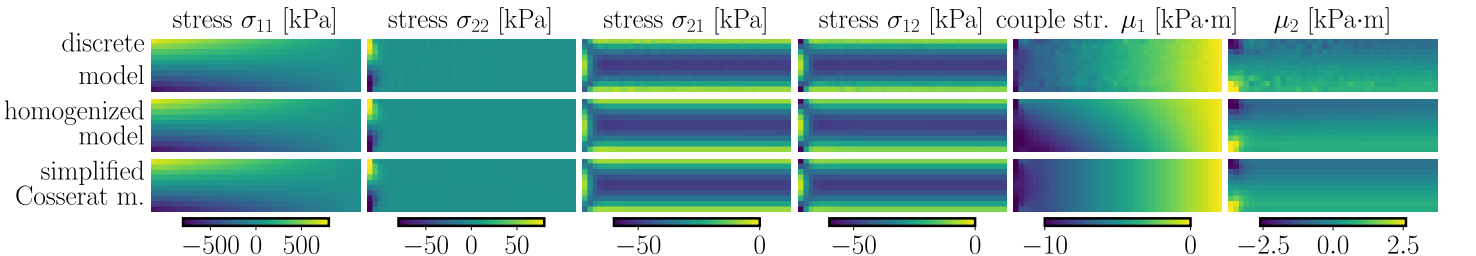 stress σ₁₁ [kPa] stress σ₂₂ [kPa] stress σ₂₁ [kPa] stress σ₁₂ [kPa] couple str. μ₁ [kPa·m] μ₂ [kPa·m]
discrete
model
homogenized
model
simplified
Cosserat m.
−500 0 500 −50 0 50 −50 0 −50 0 −10 0 −2.5 0.0 2.5